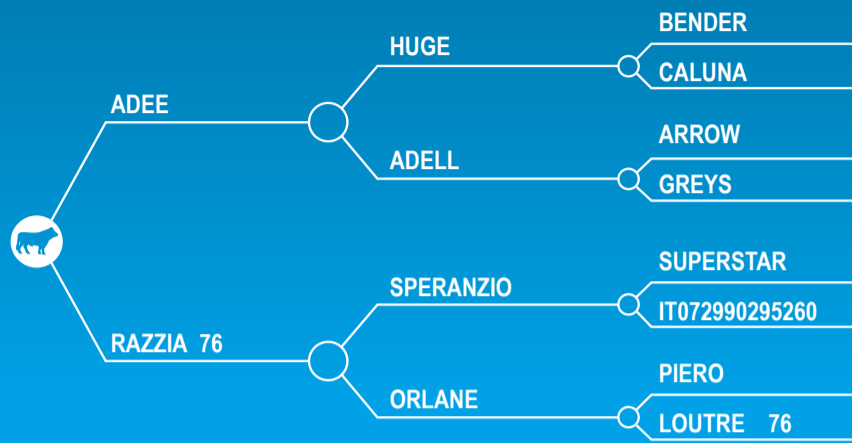 BENDER
HUGE
CALUNA
ADEE
ARROW
ADELL
GREYS
SUPERSTAR
SPERANZIO
IT072990295260
RAZZIA 76
PIERO
ORLANE
LOUTRE 76